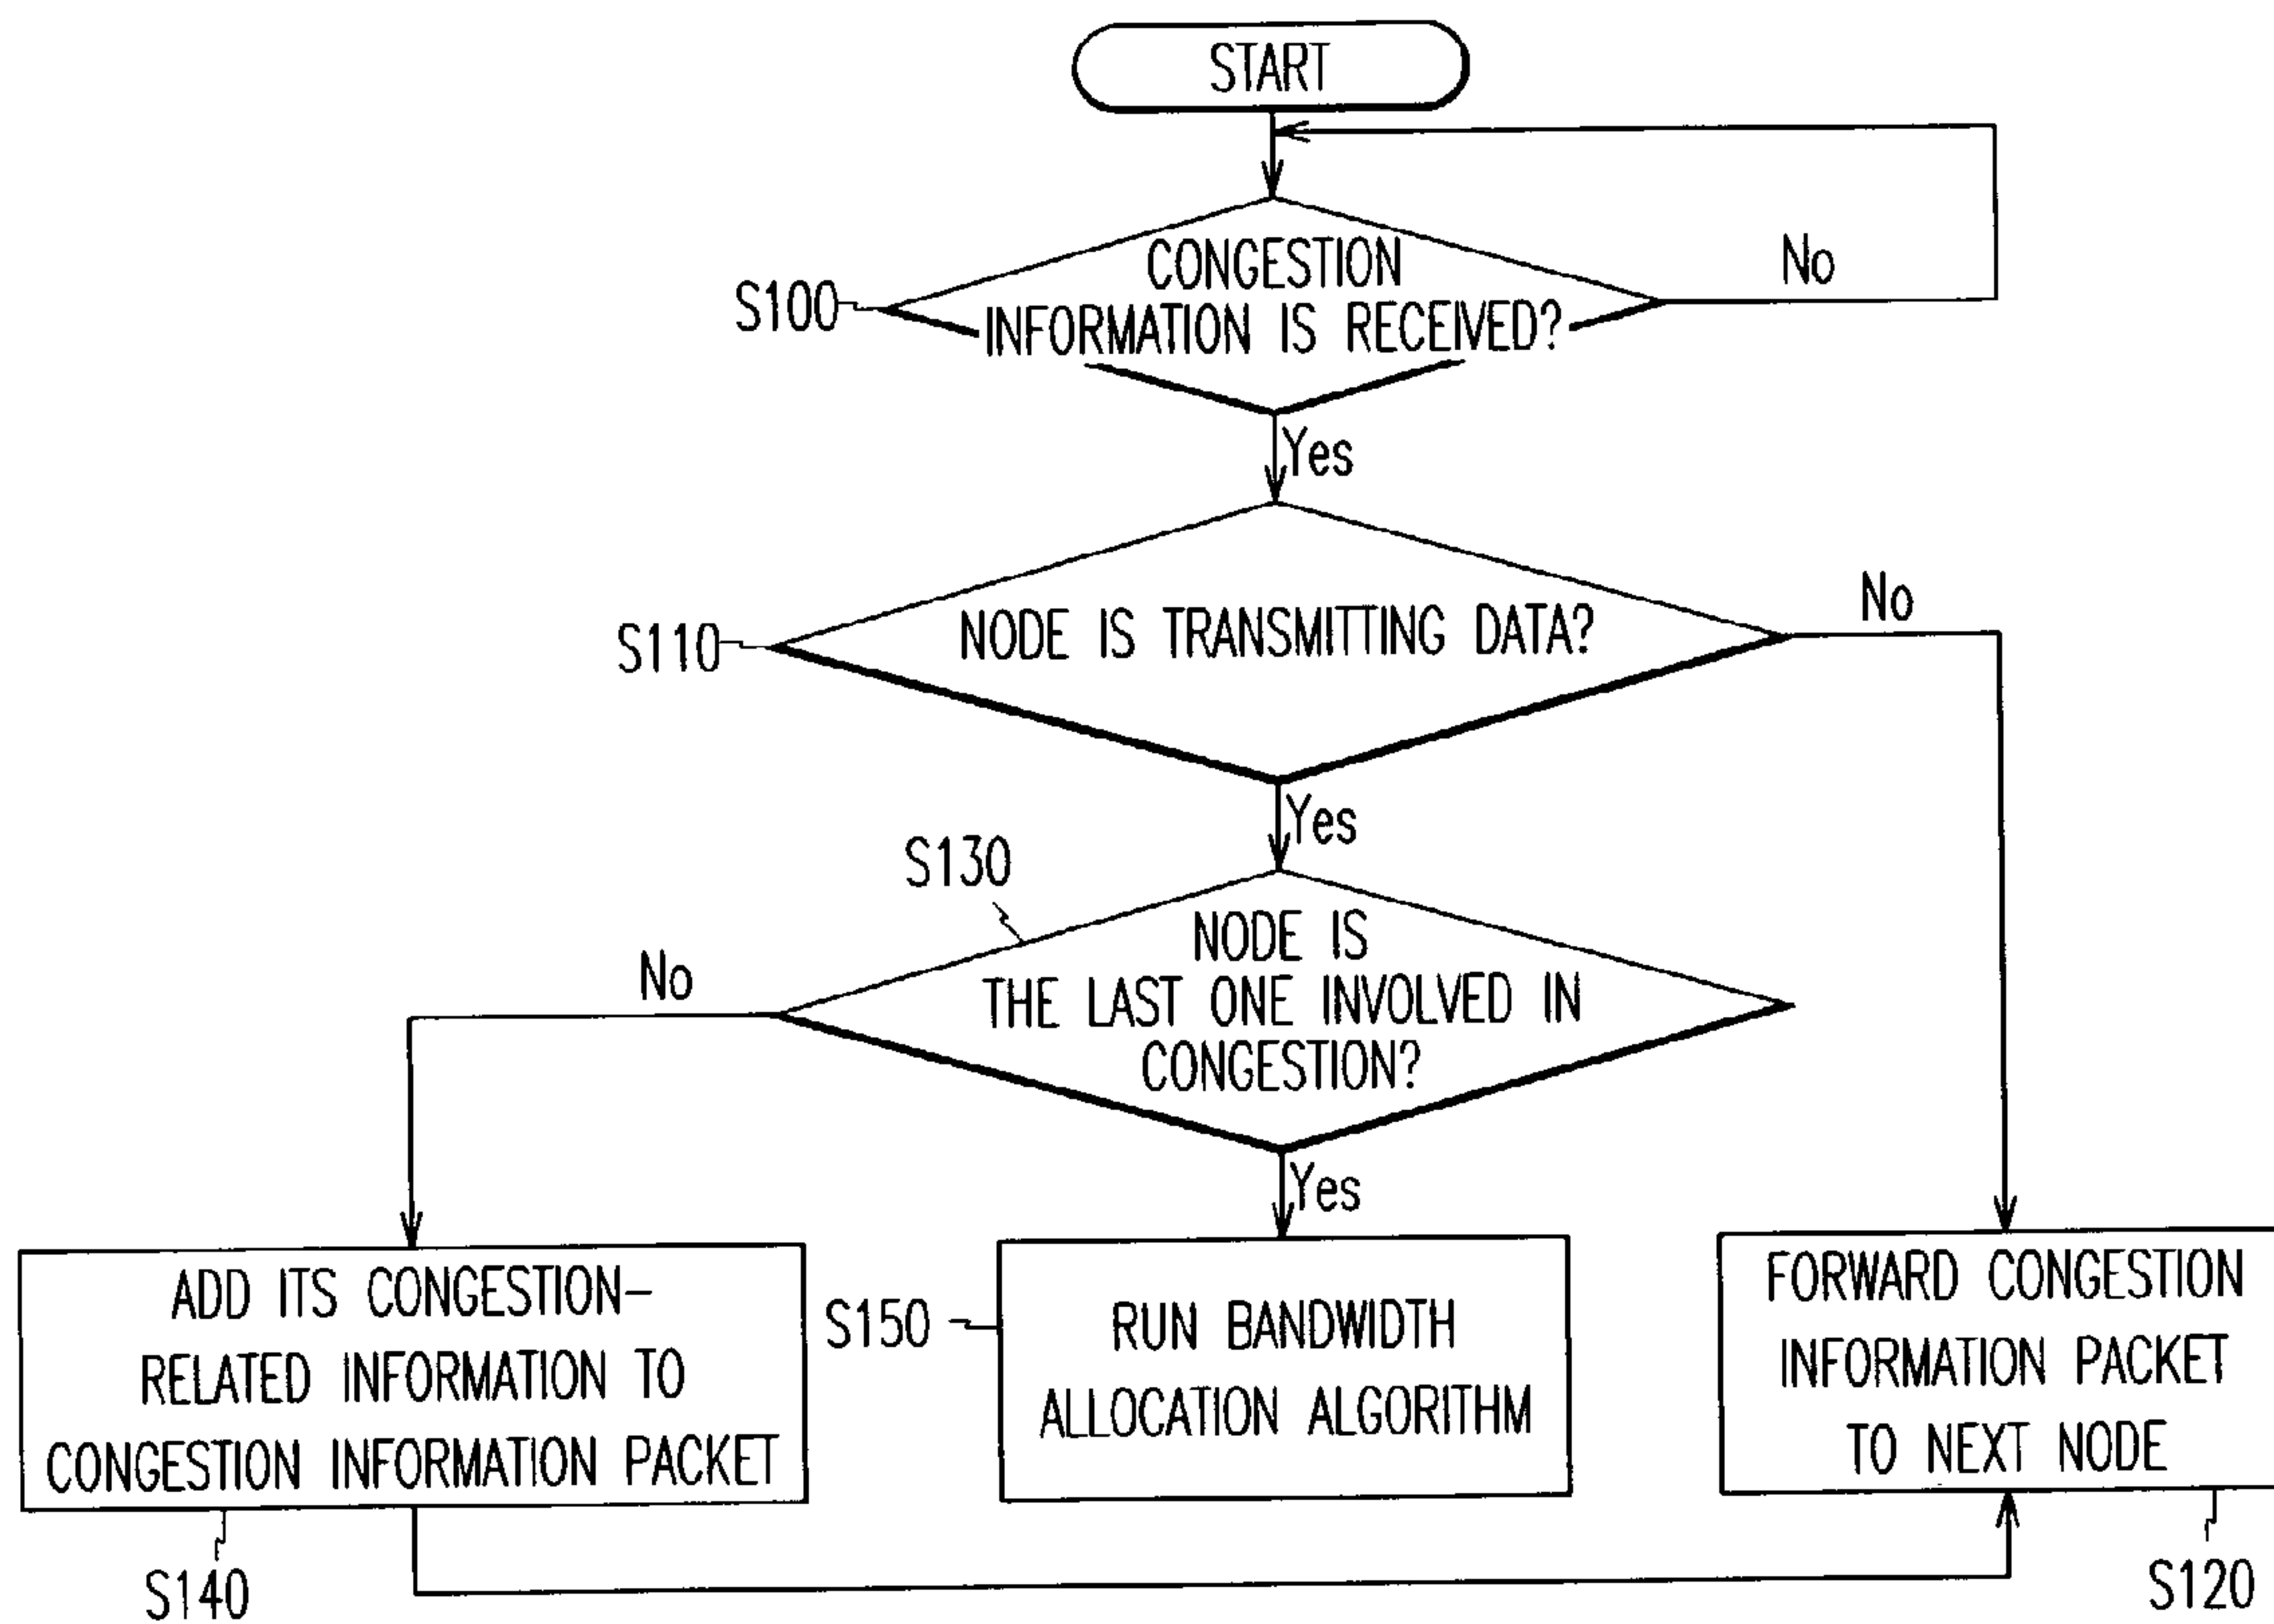 START
CONGESTION
INFORMATION IS RECEIVED?
No
S100
Yes
NODE IS TRANSMITTING DATA?
No
S110
Yes
S130
NODE IS
THE LAST ONE INVOLVED IN
CONGESTION?
No
Yes
ADD ITS CONGESTION-
RELATED INFORMATION TO
CONGESTION INFORMATION PACKET
S140
S150
RUN BANDWIDTH
ALLOCATION ALGORITHM
FORWARD CONGESTION
INFORMATION PACKET
TO NEXT NODE
S120